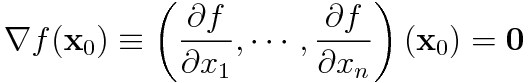 ∇f(𝐱₀) ≡ (∂f/∂x₁, ⋯, ∂f/∂xₙ) (𝐱₀) = 𝟎